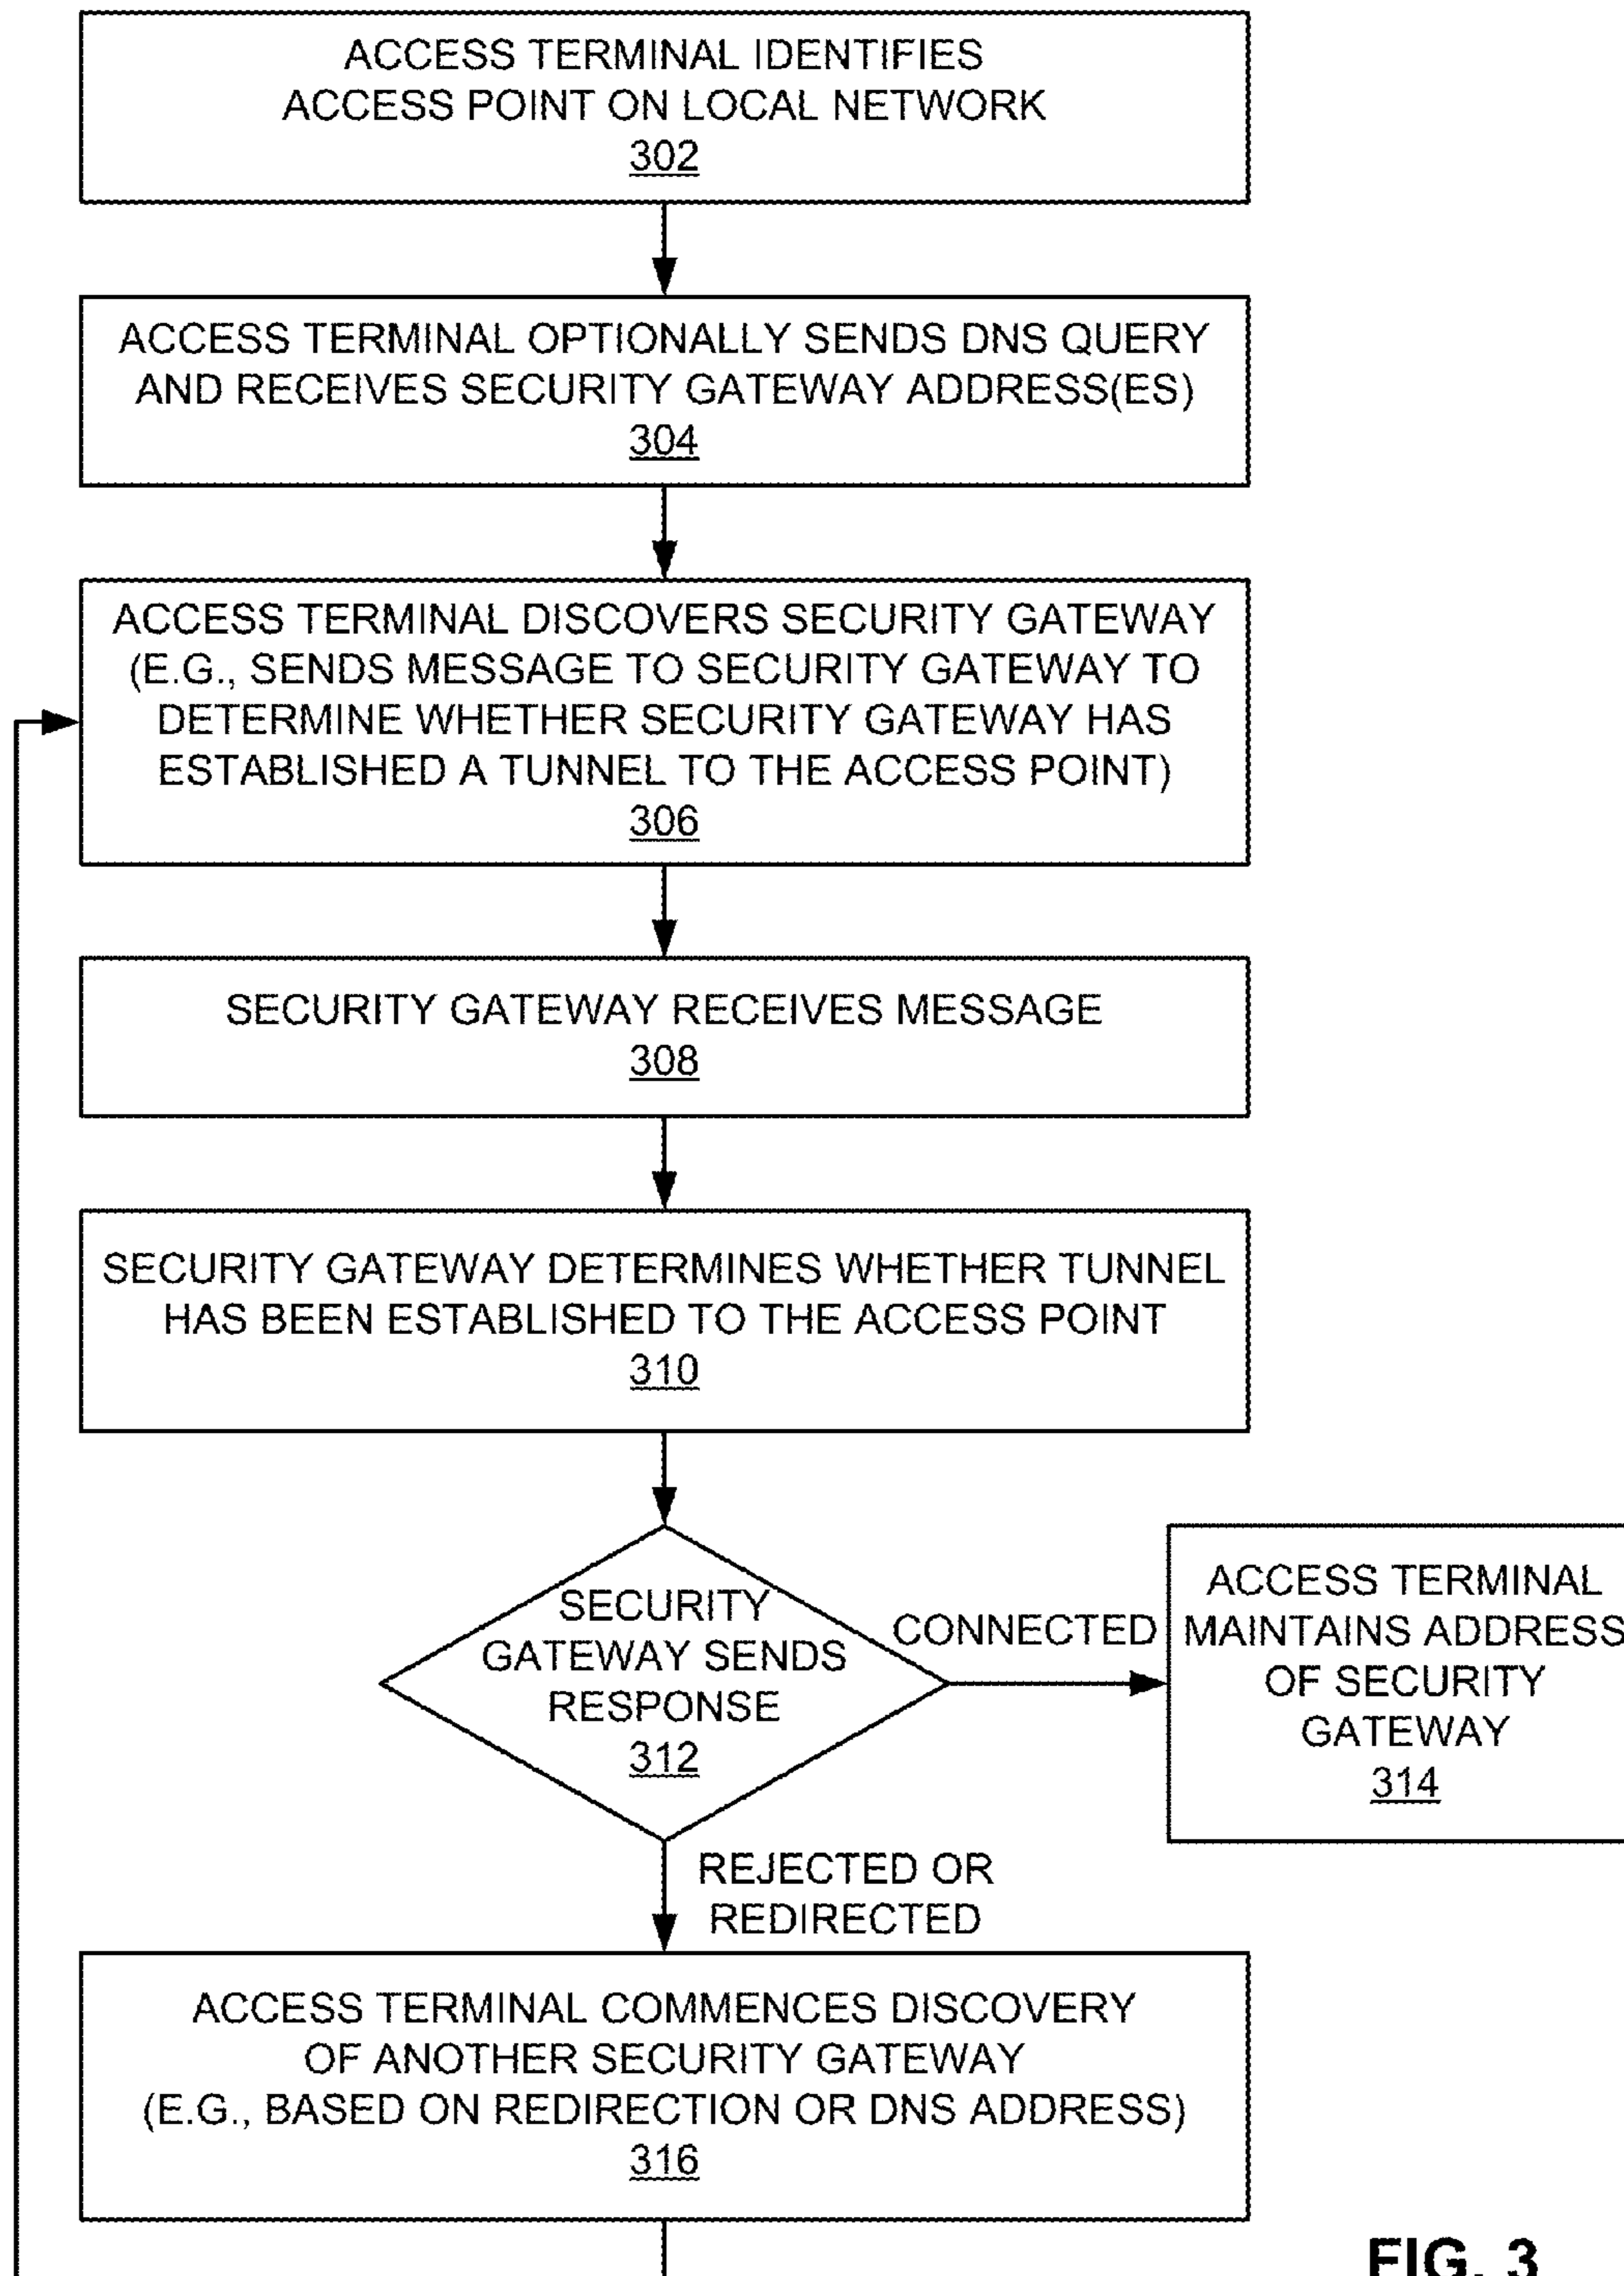 ACCESS TERMINAL IDENTIFIES
ACCESS POINT ON LOCAL NETWORK
302
ACCESS TERMINAL OPTIONALLY SENDS DNS QUERY
AND RECEIVES SECURITY GATEWAY ADDRESS(ES)
304
ACCESS TERMINAL DISCOVERS SECURITY GATEWAY
(E.G., SENDS MESSAGE TO SECURITY GATEWAY TO
DETERMINE WHETHER SECURITY GATEWAY HAS
ESTABLISHED A TUNNEL TO THE ACCESS POINT)
306
SECURITY GATEWAY RECEIVES MESSAGE
308
SECURITY GATEWAY DETERMINES WHETHER TUNNEL
HAS BEEN ESTABLISHED TO THE ACCESS POINT
310
SECURITY
GATEWAY SENDS
RESPONSE
312
CONNECTED
ACCESS TERMINAL
MAINTAINS ADDRESS
OF SECURITY
GATEWAY
314
REJECTED OR
REDIRECTED
ACCESS TERMINAL COMMENCES DISCOVERY
OF ANOTHER SECURITY GATEWAY
(E.G., BASED ON REDIRECTION OR DNS ADDRESS)
316
FIG. 3